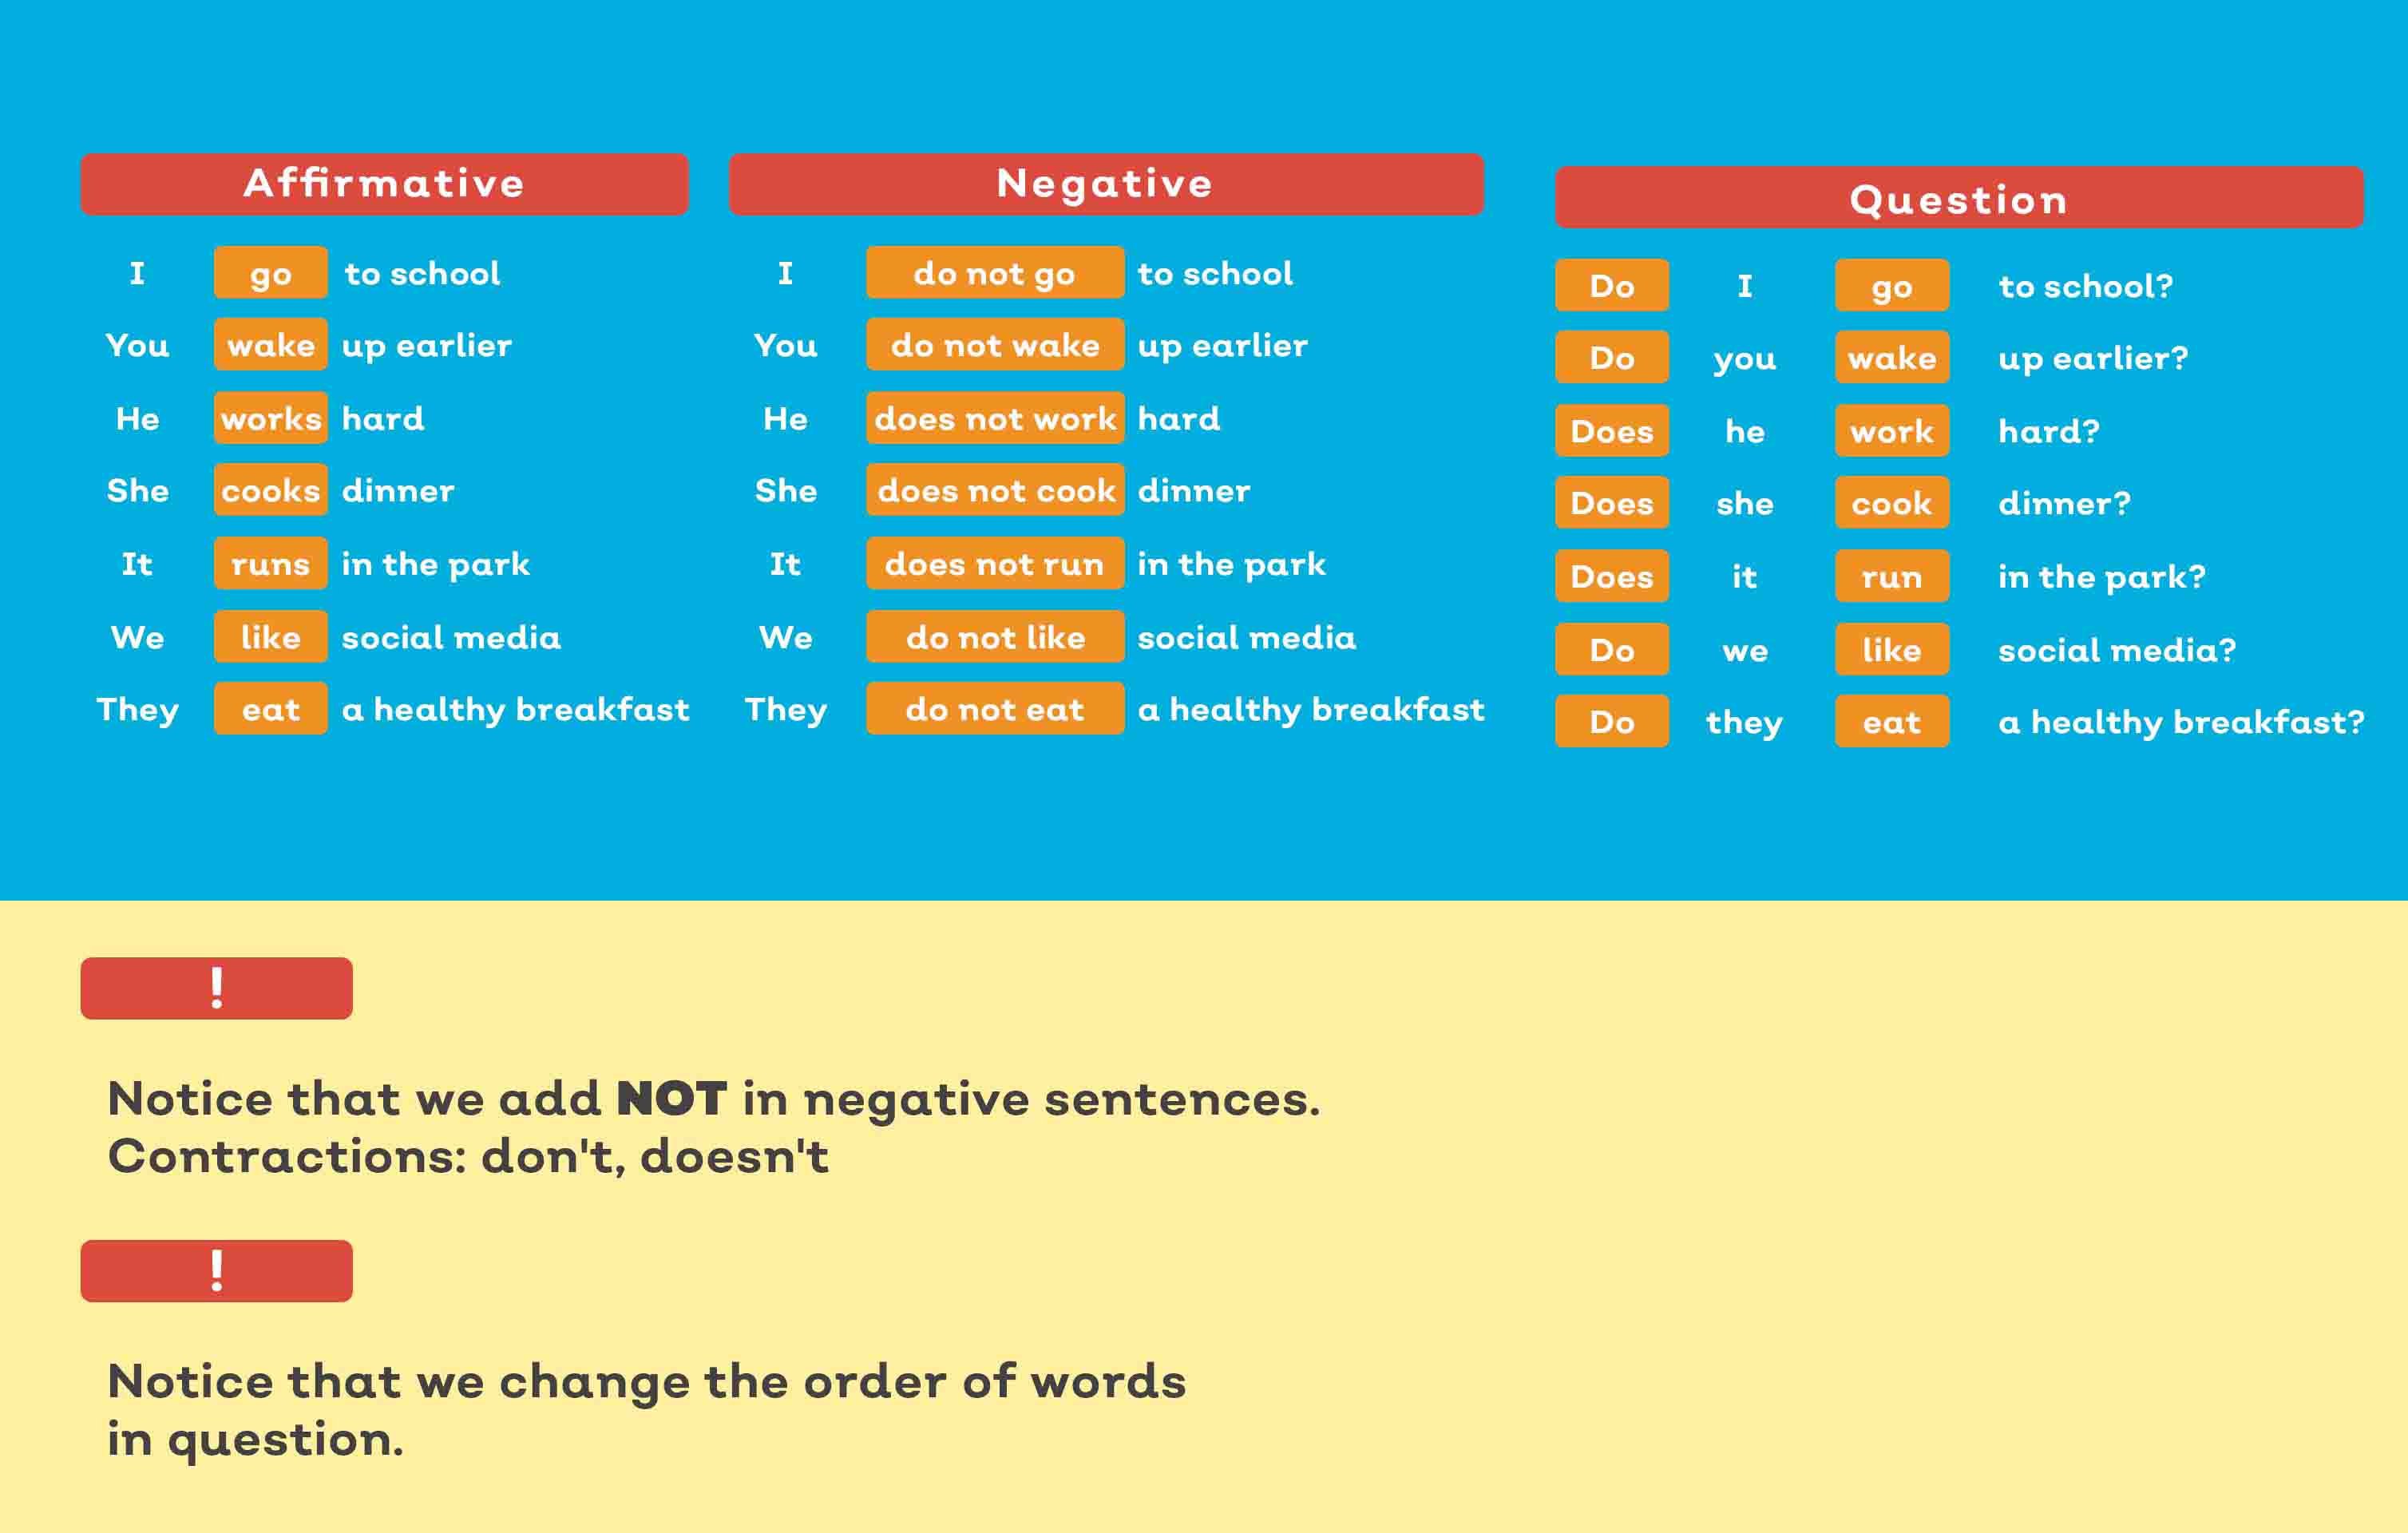 Affirmative
I go to school
You wake up earlier
He works hard
She cooks dinner
It runs in the park
We like social media
They eat a healthy breakfast
Negative
I do not go to school
You do not wake up earlier
He does not work hard
She does not cook dinner
It does not run in the park
We do not like social media
They do not eat a healthy breakfast
Question
Do I go to school?
Do you wake up earlier?
Does he work hard?
Does she cook dinner?
Does it run in the park?
Do we like social media?
Do they eat a healthy breakfast?
!
Notice that we add NOT in negative sentences.
Contractions: don't, doesn't
!
Notice that we change the order of words
in question.